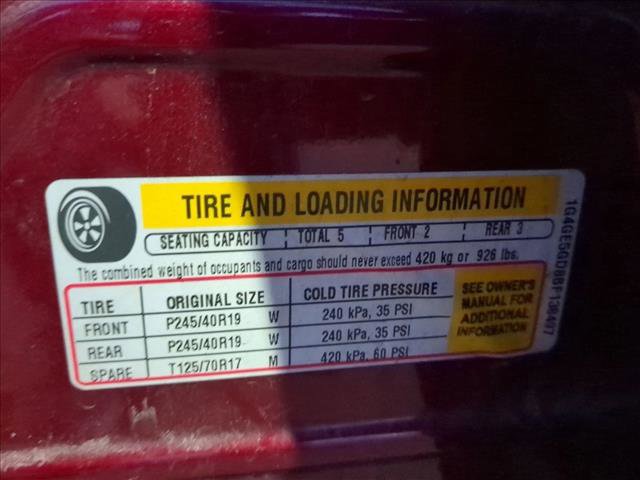 TIRE AND LOADING INFORMATION
SEATING CAPACITY TOTAL 5 FRONT 2 REAR 3
The combined weight of occupants and cargo should never exceed 420 kg or 926 lbs.
TIRE ORIGINAL SIZE COLD TIRE PRESSURE
FRONT P245/40R19 W 240 kPa, 35 PSI
REAR P245/40R19 W 240 kPa, 35 PSI
SPARE T125/70R17 M 420 kPa, 60 PSI
SEE OWNER'S
MANUAL FOR
ADDITIONAL
INFORMATION